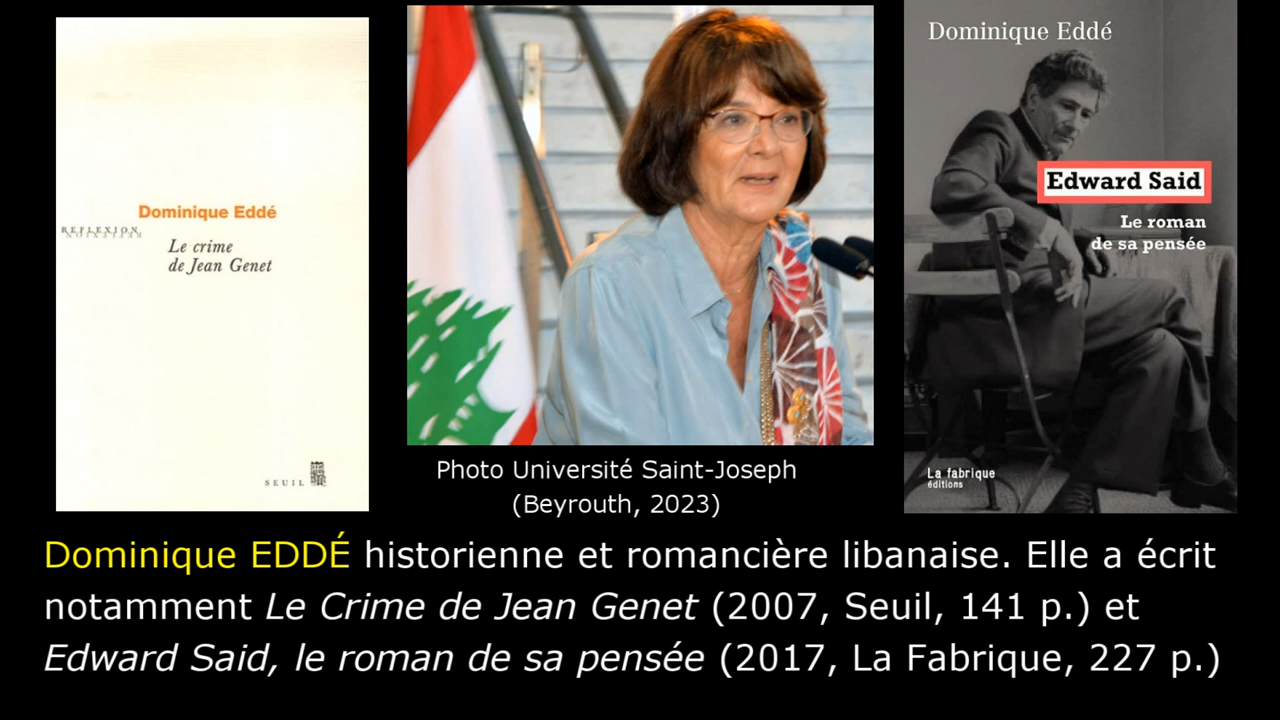 Dominique Eddé
REFLEXION
Le crime
de Jean Genet
SEUIL
Photo Université Saint-Joseph
(Beyrouth, 2023)
Dominique Eddé
Edward Said
Le roman
de sa pensée
La fabrique
éditions
Dominique EDDÉ historienne et romancière libanaise. Elle a écrit
notamment Le Crime de Jean Genet (2007, Seuil, 141 p.) et
Edward Said, le roman de sa pensée (2017, La Fabrique, 227 p.)